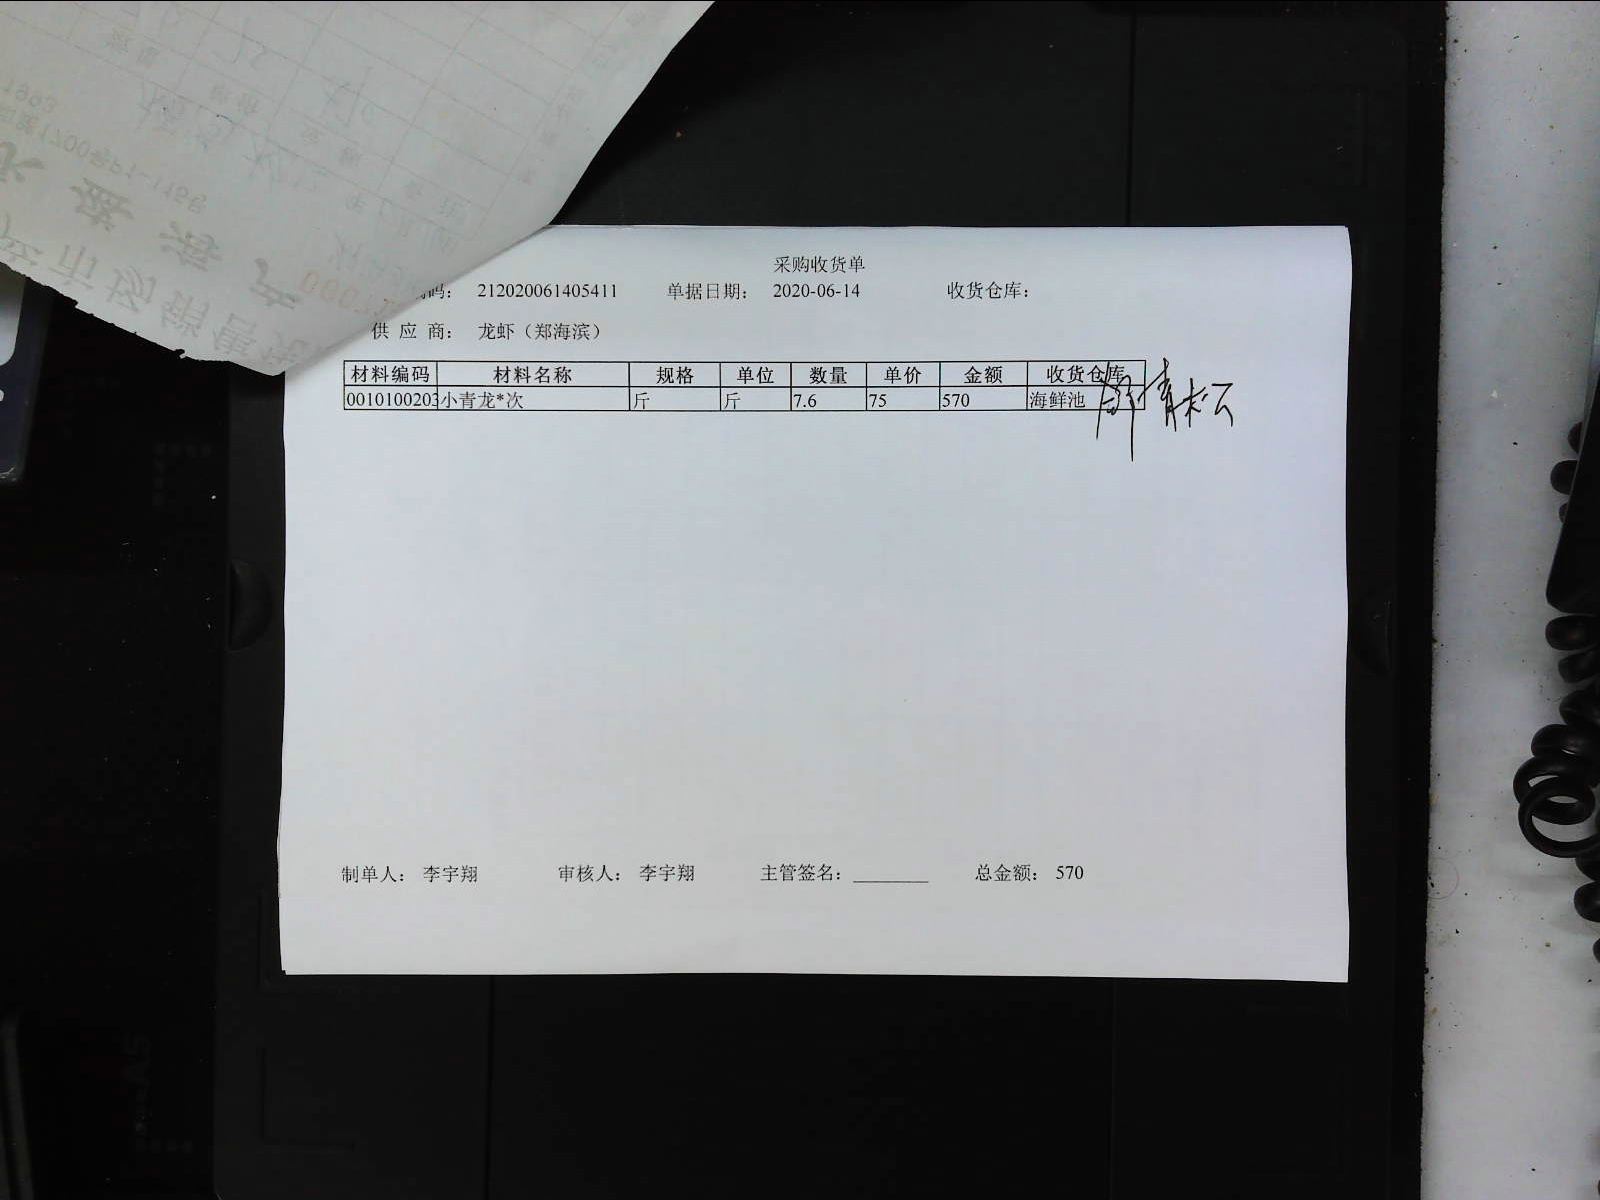 采购收货单
码： 212020061405411 单据日期： 2020-06-14 收货仓库：
供 应 商： 龙虾（郑海滨）
材料编码 材料名称 规格 单位 数量 单价 金额 收货仓库
0010100203 小青龙*次 斤 斤 7.6 75 570 海鲜池
青松
制单人： 李宇翔 审核人： 李宇翔 主管签名： 总金额： 570